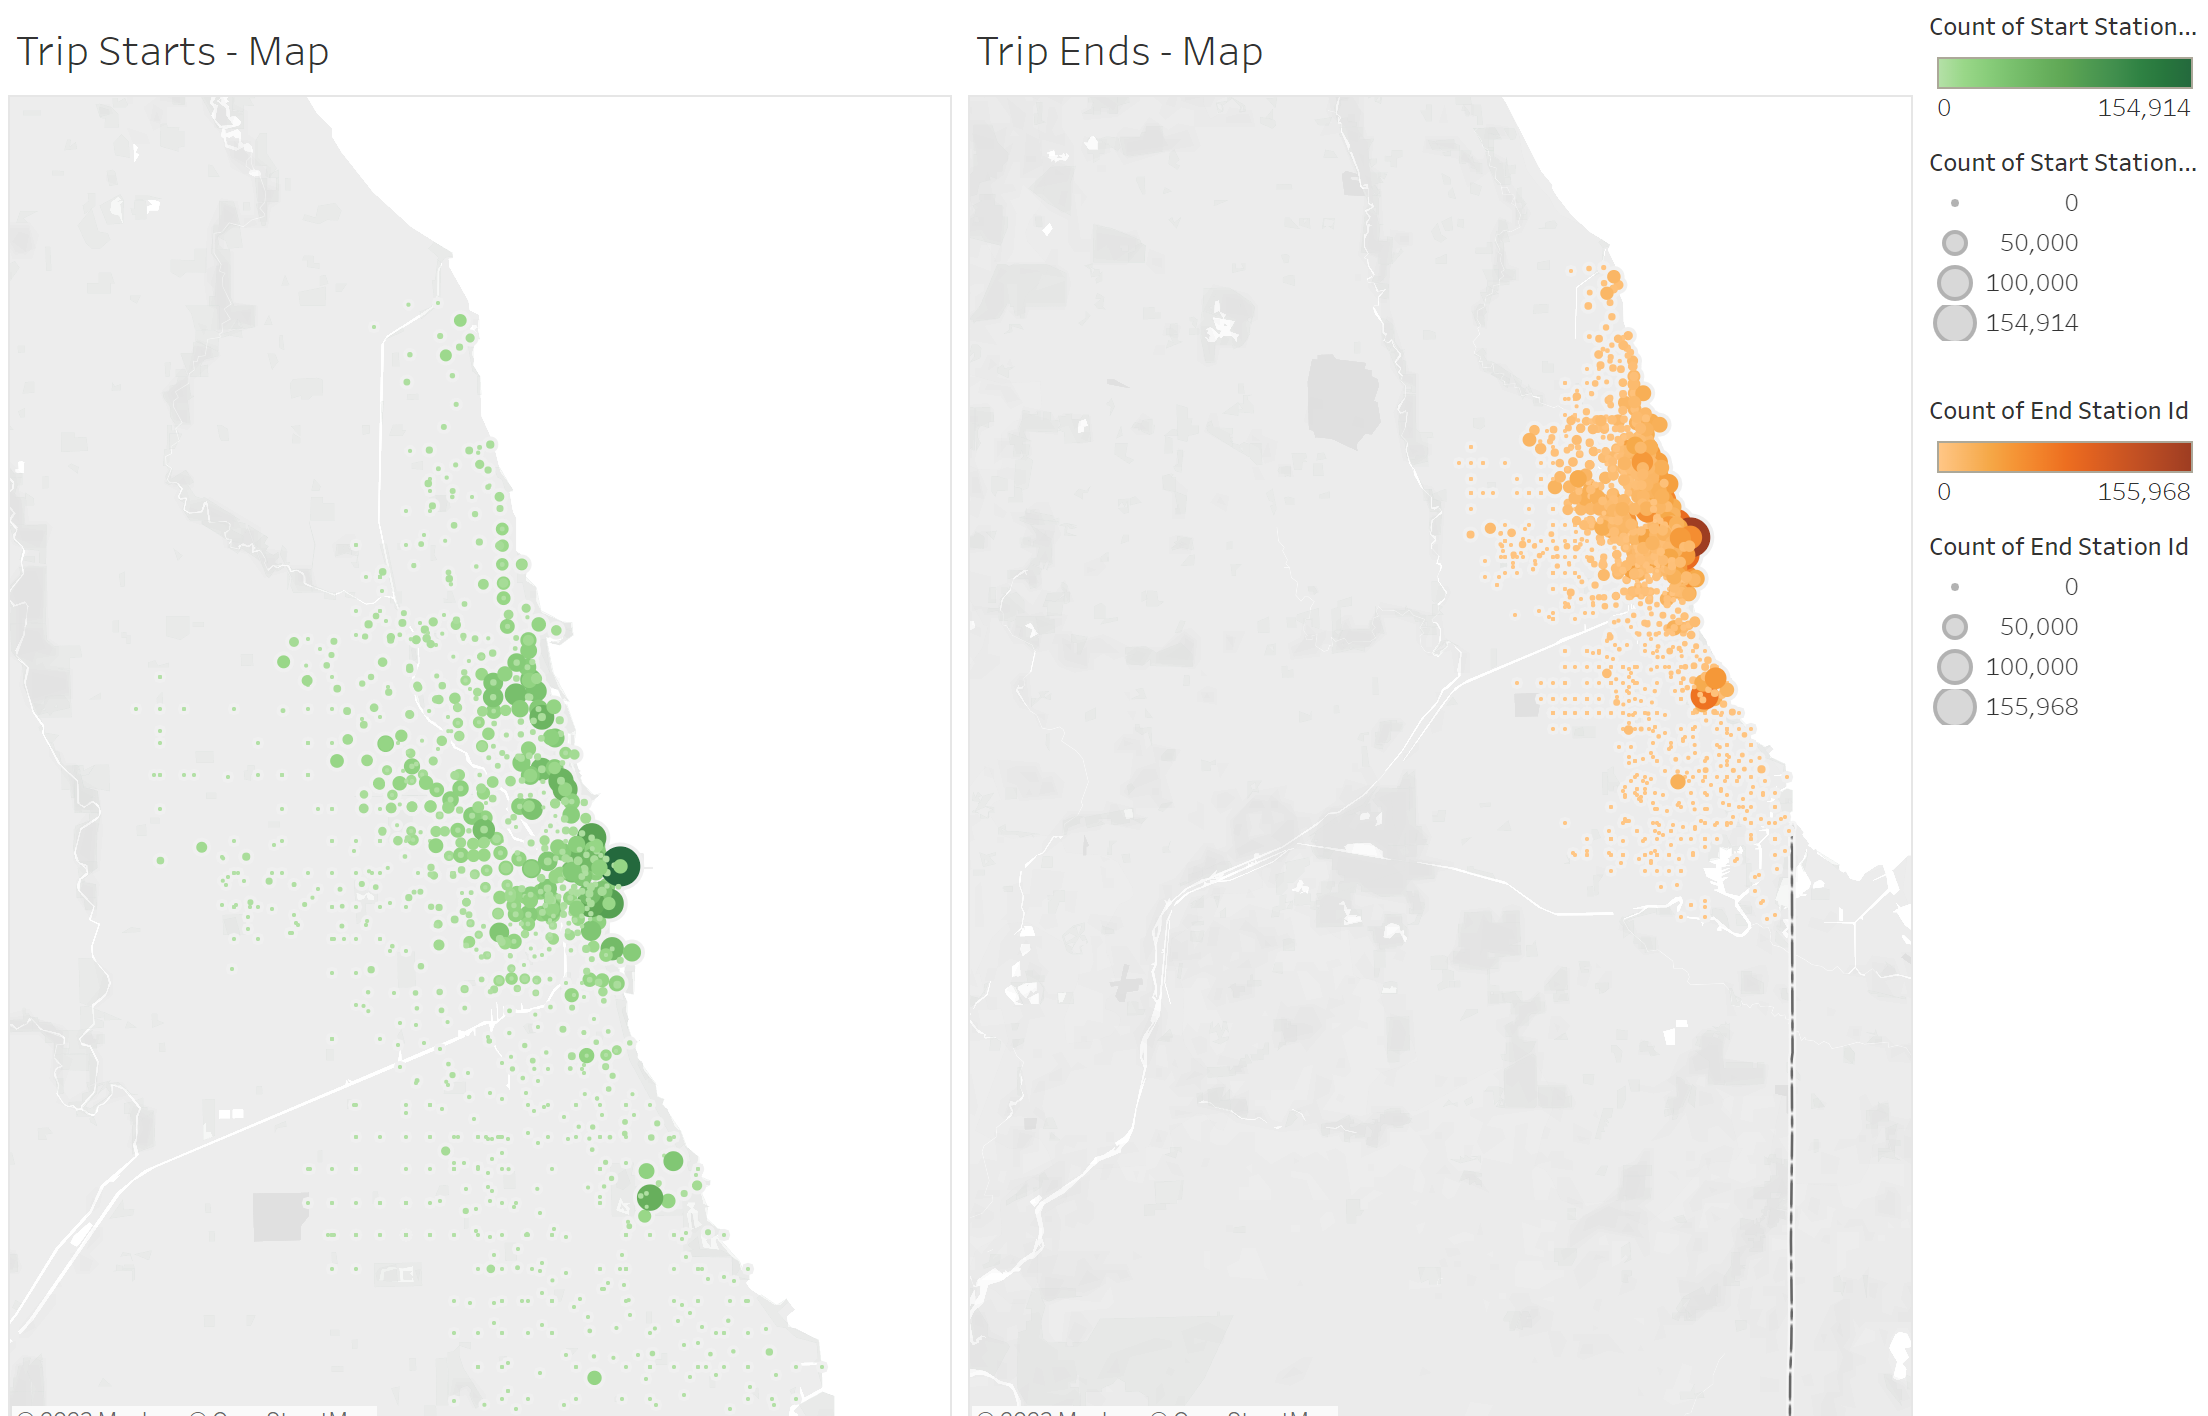 Trip Starts - Map
Trip Ends - Map
Count of Start Station...
0 154,914
Count of Start Station...
0
50,000
100,000
154,914
Count of End Station Id
0 155,968
Count of End Station Id
0
50,000
100,000
155,968
© 2023
© 2023